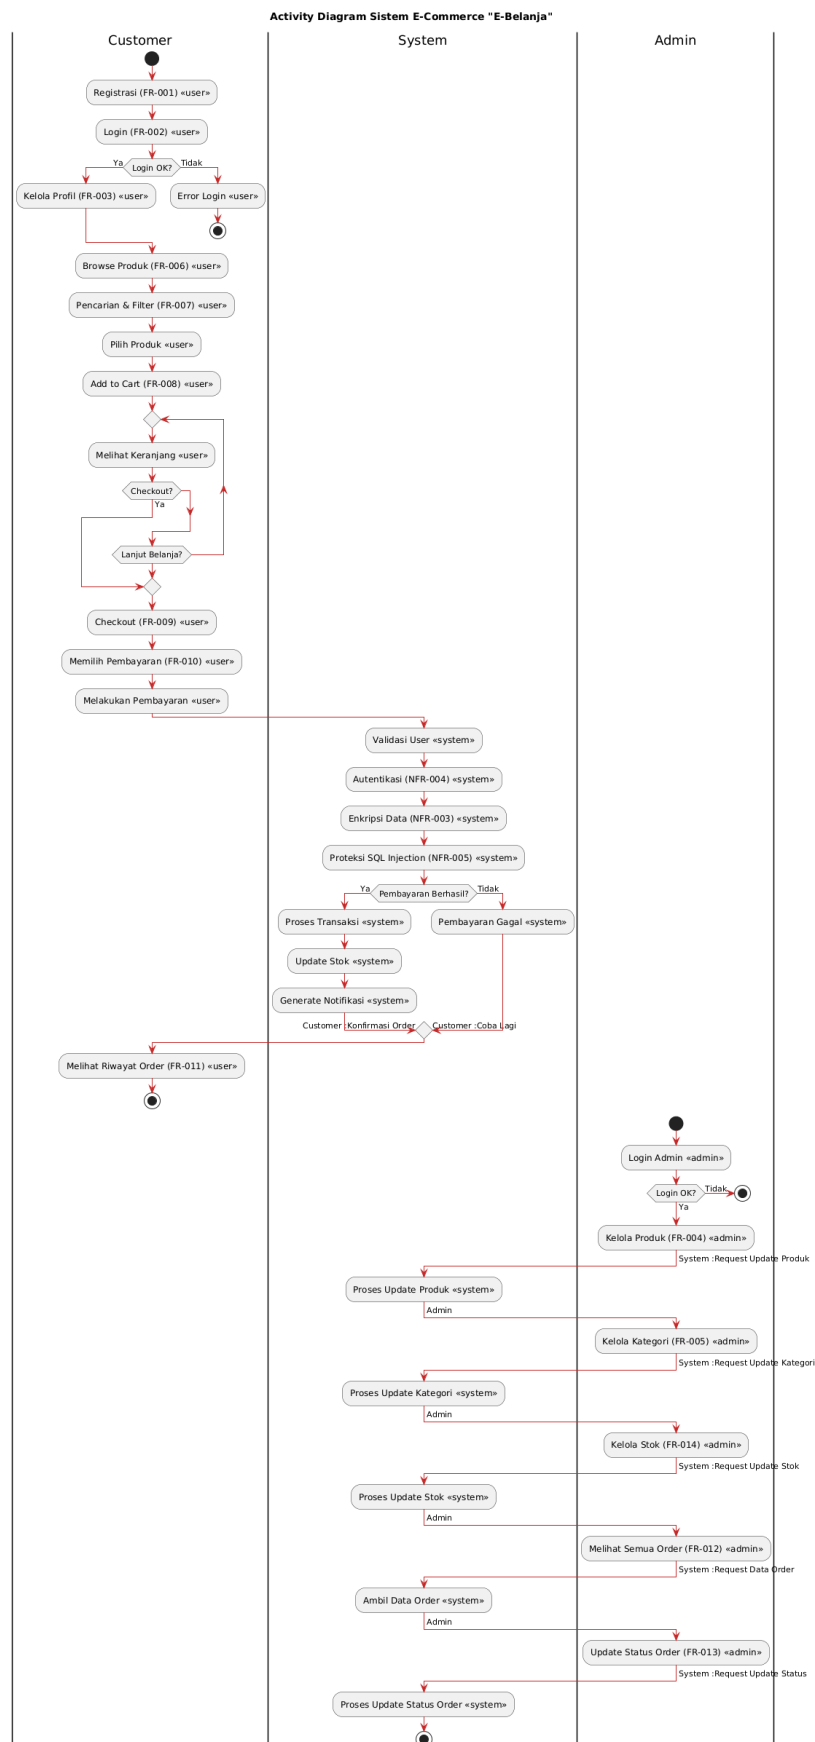 Activity Diagram Sistem E-Commerce "E-Belanja"
Customer
System
Admin
Registrasi (FR-001) «user»
Login (FR-002) «user»
Ya
Login OK?
Tidak
Kelola Profil (FR-003) «user»
Error Login «user»
Browse Produk (FR-006) «user»
Pencarian & Filter (FR-007) «user»
Pilih Produk «user»
Add to Cart (FR-008) «user»
Melihat Keranjang «user»
Checkout?
Ya
Lanjut Belanja?
Checkout (FR-009) «user»
Memilih Pembayaran (FR-010) «user»
Melakukan Pembayaran «user»
Validasi User «system»
Autentikasi (NFR-004) «system»
Enkripsi Data (NFR-003) «system»
Proteksi SQL Injection (NFR-005) «system»
Ya
Pembayaran Berhasil?
Tidak
Proses Transaksi «system»
Pembayaran Gagal «system»
Update Stok «system»
Generate Notifikasi «system»
Customer :Konfirmasi Order
Customer :Coba Lagi
Melihat Riwayat Order (FR-011) «user»
Login Admin «admin»
Login OK?
Tidak
Ya
Kelola Produk (FR-004) «admin»
System :Request Update Produk
Proses Update Produk «system»
Admin
Kelola Kategori (FR-005) «admin»
System :Request Update Kategori
Proses Update Kategori «system»
Admin
Kelola Stok (FR-014) «admin»
System :Request Update Stok
Proses Update Stok «system»
Admin
Melihat Semua Order (FR-012) «admin»
System :Request Data Order
Ambil Data Order «system»
Admin
Update Status Order (FR-013) «admin»
System :Request Update Status
Proses Update Status Order «system»